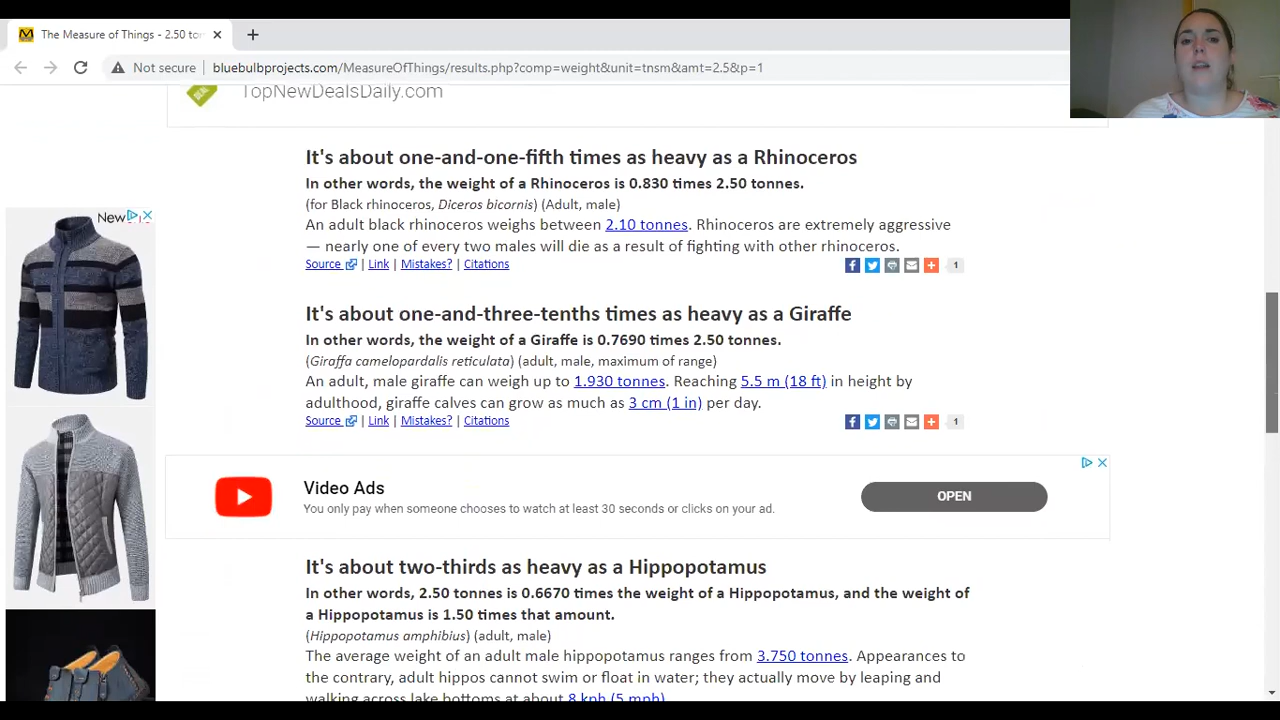 The Measure of Things - 2.50 ton
Not secure
bluebulbprojects.com/MeasureOfThings/results.php?comp=weight&unit=tnsm&amt=2.5&p=1
TopNewDealsDaily.com
It's about one-and-one-fifth times as heavy as a Rhinoceros
In other words, the weight of a Rhinoceros is 0.830 times 2.50 tonnes.
(for Black rhinoceros, Diceros bicornis) (Adult, male)
An adult black rhinoceros weighs between 2.10 tonnes. Rhinoceros are extremely aggressive
— nearly one of every two males will die as a result of fighting with other rhinoceros.
Source | Link | Mistakes? | Citations
1
It's about one-and-three-tenths times as heavy as a Giraffe
In other words, the weight of a Giraffe is 0.7690 times 2.50 tonnes.
(Giraffa camelopardalis reticulata) (adult, male, maximum of range)
An adult, male giraffe can weigh up to 1.930 tonnes. Reaching 5.5 m (18 ft) in height by
adulthood, giraffe calves can grow as much as 3 cm (1 in) per day.
Source | Link | Mistakes? | Citations
1
Video Ads
You only pay when someone chooses to watch at least 30 seconds or clicks on your ad.
OPEN
It's about two-thirds as heavy as a Hippopotamus
In other words, 2.50 tonnes is 0.6670 times the weight of a Hippopotamus, and the weight of
a Hippopotamus is 1.50 times that amount.
(Hippopotamus amphibius) (adult, male)
The average weight of an adult male hippopotamus ranges from 3.750 tonnes. Appearances to
the contrary, adult hippos cannot swim or float in water; they actually move by leaping and
walking across lake bottoms at about 8 kph (5 mph).
New